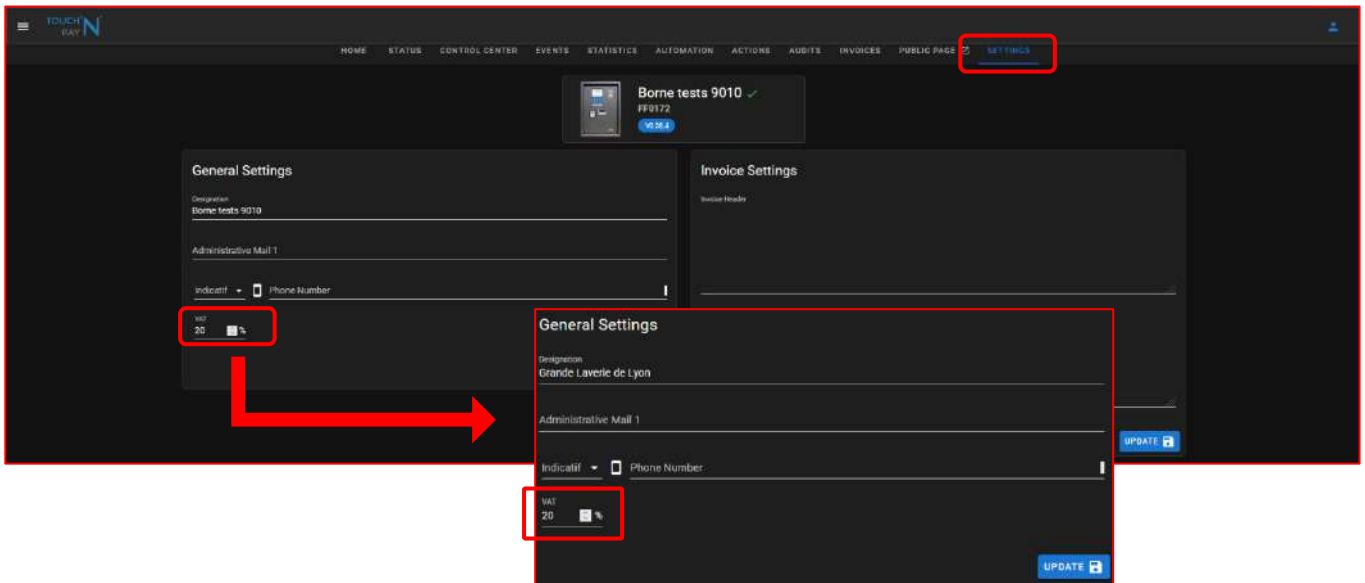 TOUCH N PAY
HOME STATUS CONTROL CENTER EVENTS STATISTICS AUTOMATION ACTIONS AUDITS INVOICES PUBLIC PAGE SETTINGS
Borne tests 9010
FF0172
General Settings
Designation
Borne tests 9010
Administrative Mail 1
Indicatif
Phone Number
VAT
20 %
Invoice Settings
Invoice Header
UPDATE
General Settings
Designation
Grande Laverie de Lyon
Administrative Mail 1
Indicatif
Phone Number
VAT
20 %
UPDATE